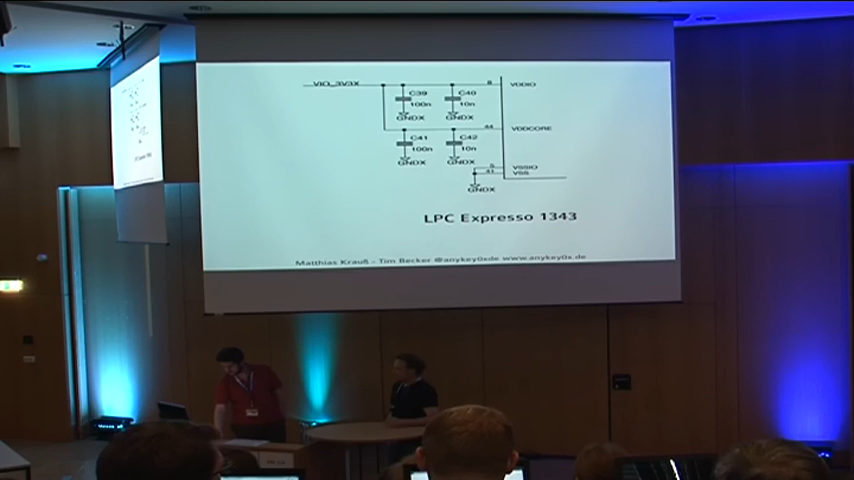 VIO_3V3X
8
VDDIO
C39
100n
C40
10n
GNDX
GNDX
44
VDDCORE
C41
100n
C42
10n
GNDX
GNDX
5
VSSIO
41
VSS
GNDX
LPC Expresso 1343
Matthias Krauß - Tim Becker @anykey0xde www.anykey0x.de